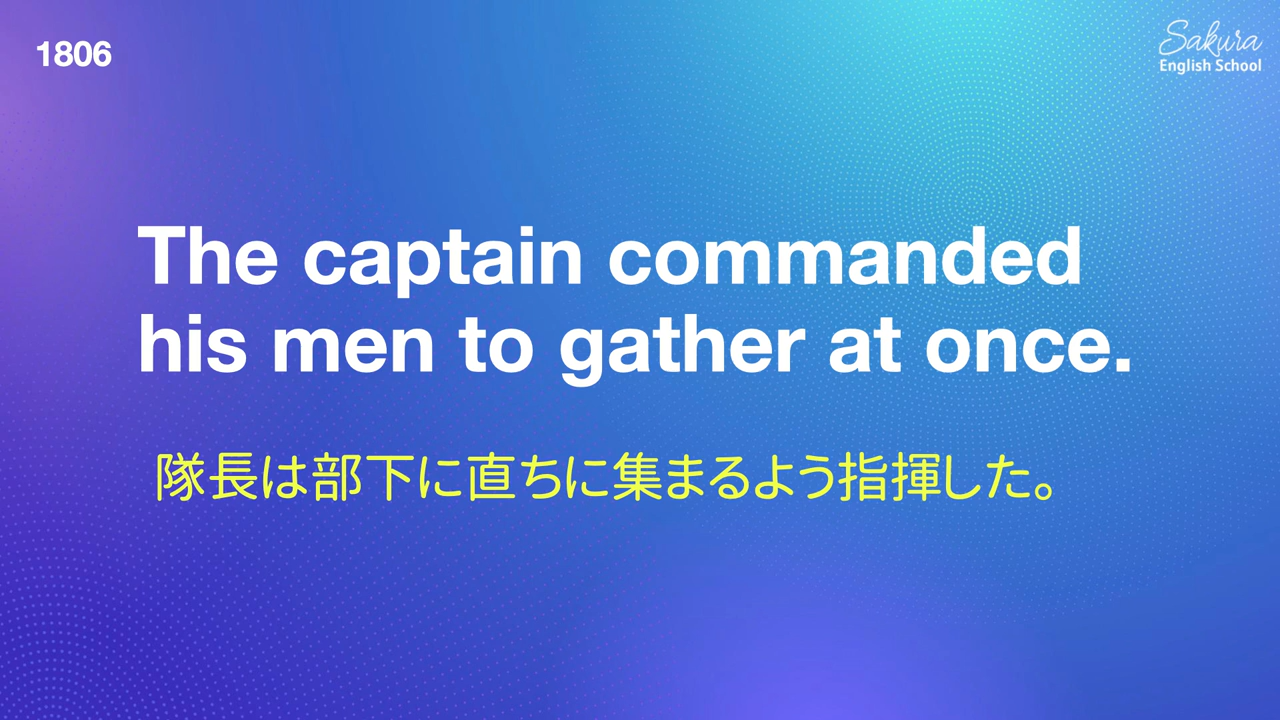 1806
Sakura
English School
The captain commanded
his men to gather at once.
隊長は部下に直ちに集まるよう指揮した。